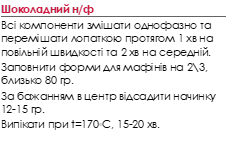 Шоколадний н/ф
Всі компоненти змішати однофазно та
перемішати лопаткою протягом 1 хв на
повільній швидкості та 2 хв на середній.
Заповнити форми для мафінів на 2\3,
близько 80 гр.
За бажанням в центр відсадити начинку
12-15 гр.
Випікати при t=170◦С, 15-20 хв.